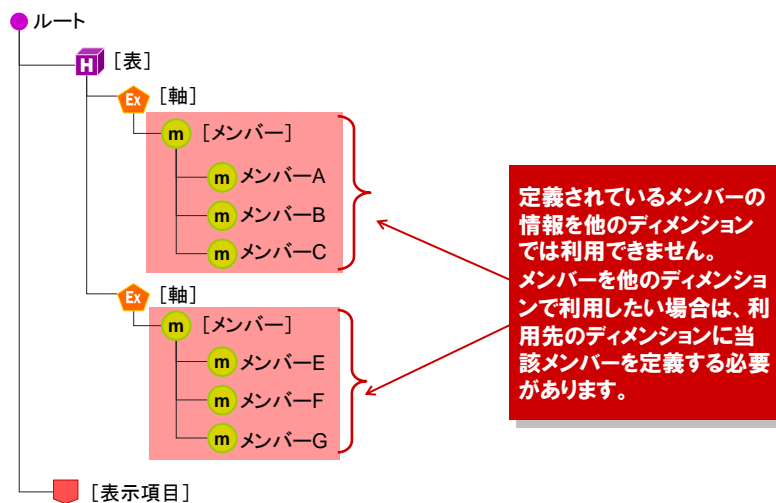 ルート
H [表]
Ex [軸]
m [メンバー]
m メンバーA
m メンバーB
m メンバーC
Ex [軸]
m [メンバー]
m メンバーE
m メンバーF
m メンバーG
[表示項目]
定義されているメンバーの
情報を他のディメンション
では利用できません。
メンバーを他のディメンショ
ンで利用したい場合は、利
用先のディメンションに当
該メンバーを定義する必要
があります。